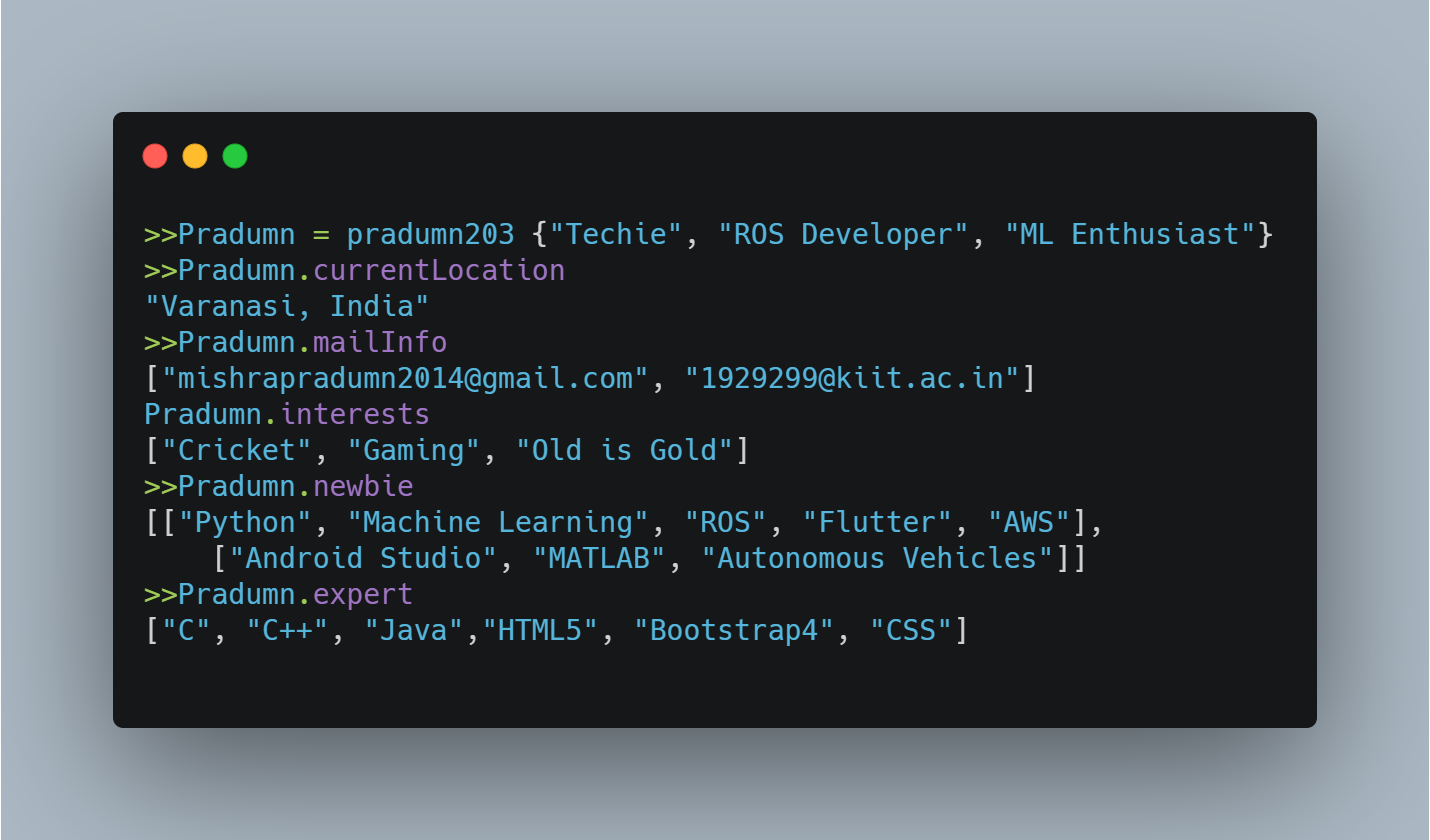 >>Pradumn = pradumn203 {"Techie", "ROS Developer", "ML Enthusiast"}
>>Pradumn.currentLocation
"Varanasi, India"
>>Pradumn.mailInfo
["mishrapradumn2014@gmail.com", "1929299@kiit.ac.in"]
Pradumn.interests
["Cricket", "Gaming", "Old is Gold"]
>>Pradumn.newbie
[["Python", "Machine Learning", "ROS", "Flutter", "AWS"],
    ["Android Studio", "MATLAB", "Autonomous Vehicles"]]
>>Pradumn.expert
["C", "C++", "Java","HTML5", "Bootstrap4", "CSS"]